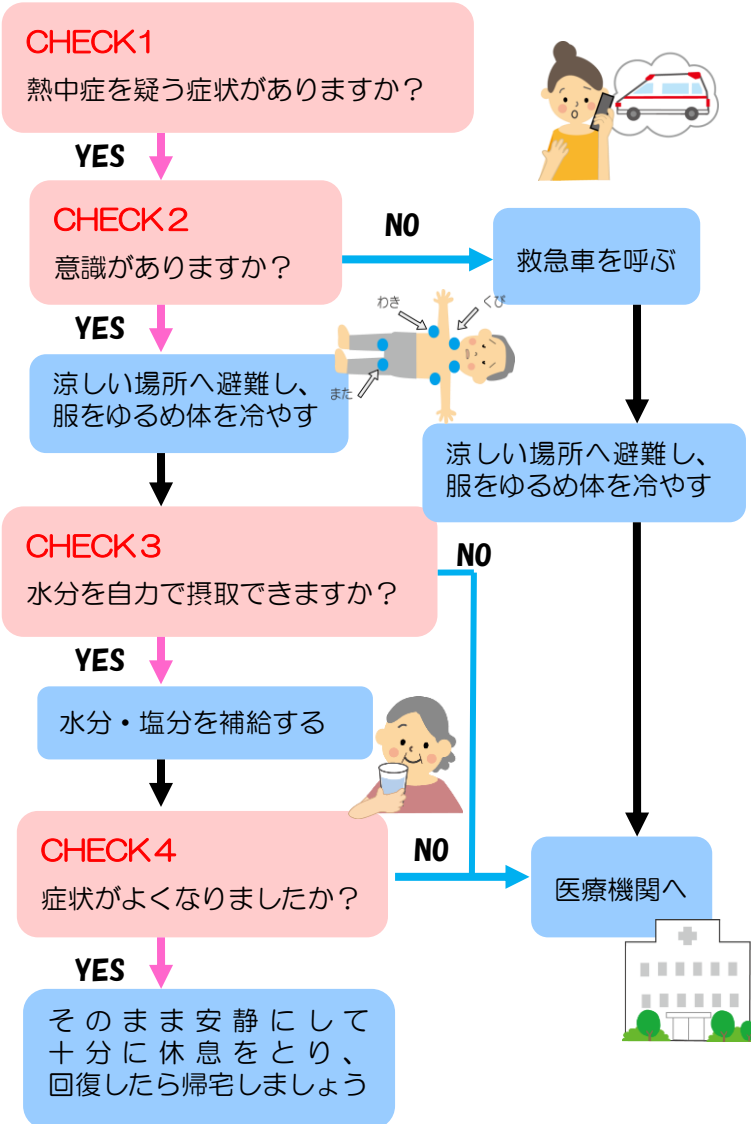 CHECK1
熱中症を疑う症状がありますか？
YES
CHECK２
意識がありますか？
NO
救急車を呼ぶ
YES
わき
くび
また
涼しい場所へ避難し、
服をゆるめ体を冷やす
涼しい場所へ避難し、
服をゆるめ体を冷やす
CHECK３
水分を自力で摂取できますか？
NO
YES
水分・塩分を補給する
CHECK４
症状がよくなりましたか？
NO
医療機関へ
YES
そのまま安静にして
十分に休息をとり、
回復したら帰宅しましょう